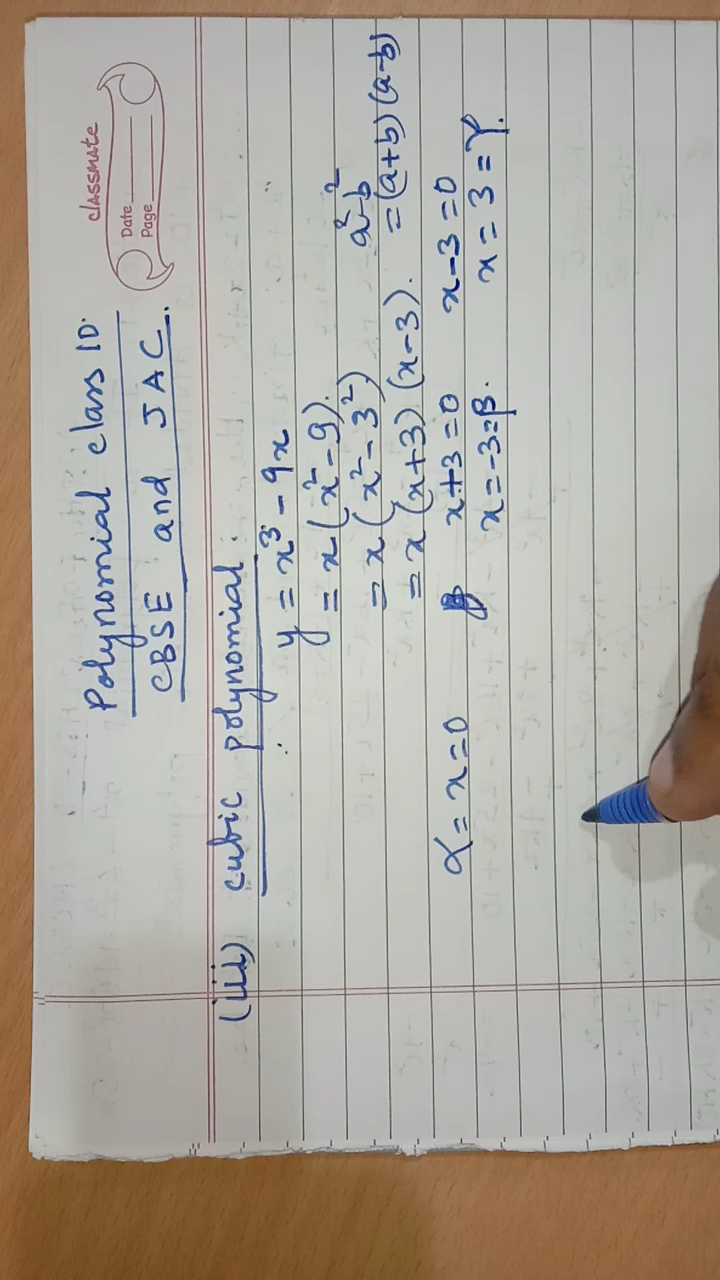 classmate
Date
Page
Polynomial class 10.
CBSE and JAC.
(iii) cubic polynomial.
y = x³ - 9x
= x(x² - 9).
= x(x² - 3²) a² - b²
= x (x+3) (x-3). = (a+b) (a-b)
α = x = 0 x+3 = 0 x-3 = 0
x = -3 = β. x = 3 = γ.